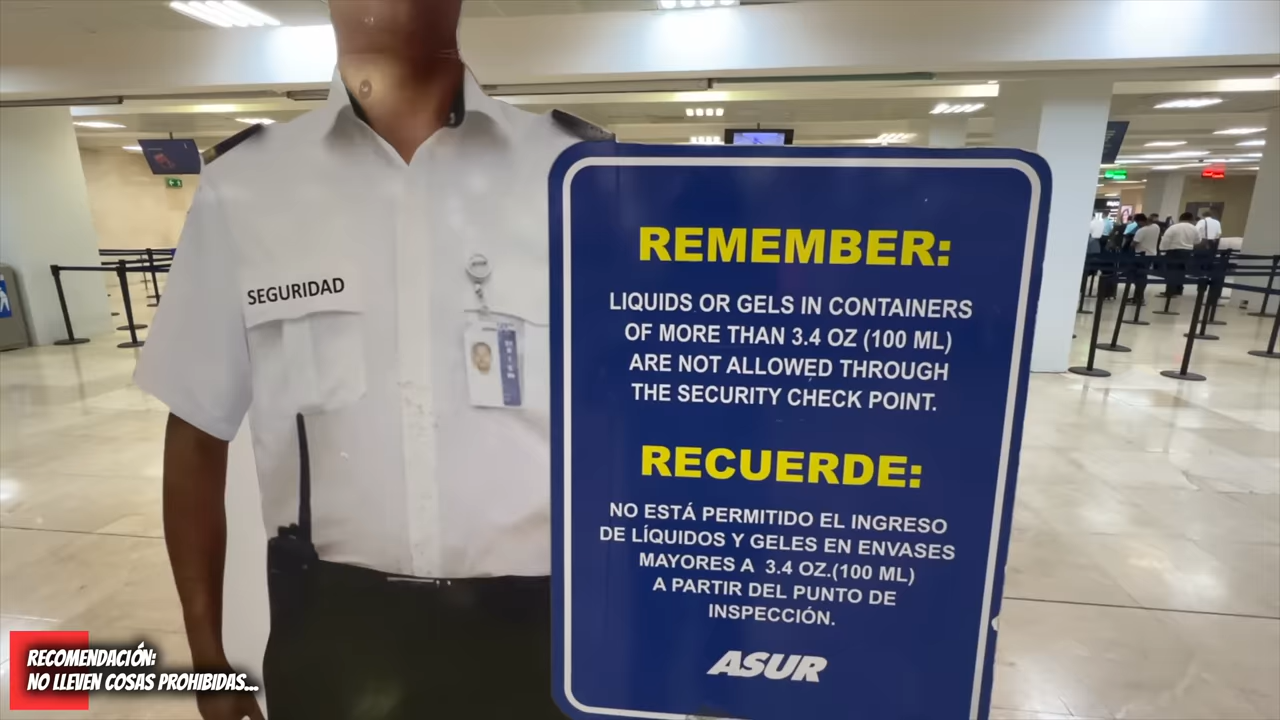 SEGURIDAD
REMEMBER:
LIQUIDS OR GELS IN CONTAINERS
OF MORE THAN 3.4 OZ (100 ML)
ARE NOT ALLOWED THROUGH
THE SECURITY CHECK POINT.
RECUERDE:
NO ESTÁ PERMITIDO EL INGRESO
DE LÍQUIDOS Y GELES EN ENVASES
MAYORES A 3.4 OZ.(100 ML)
A PARTIR DEL PUNTO DE
INSPECCIÓN.
ASUR
RECOMENDACIÓN:
NO LLEVEN COSAS PROHIBIDAS...